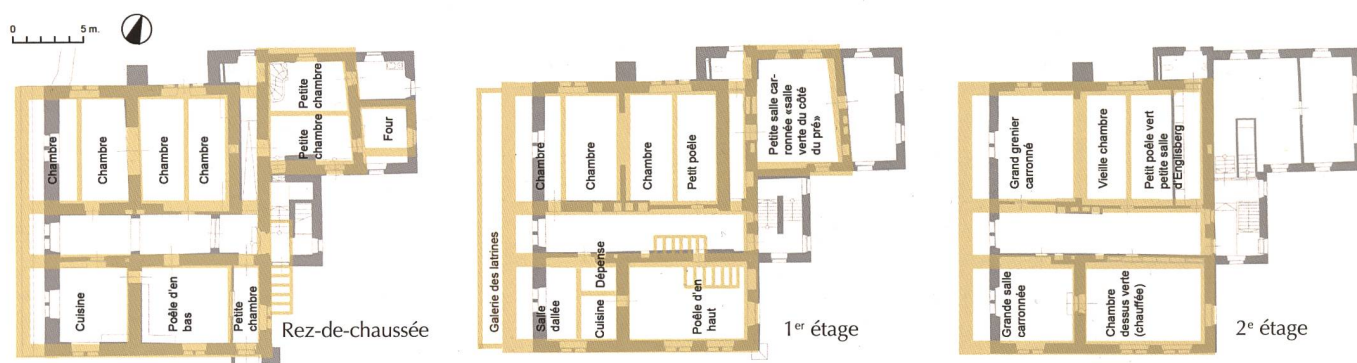 0 5 m.
Chambre
Chambre
Chambre
Chambre
Petite chambre
Petite chambre
Four
Cuisine
Poêle d'en
bas
Petite
chambre
Rez-de-chaussée
Galerie des latrines
Chambre
Chambre
Chambre
Petit poêle
Petite salle car-
ronnée «salle
verte du côté
du pré»
Salle
dallée
Cuisine
Dépense
Poêle d'en
haut
1er étage
Grand grenier
carronné
Vieille chambre
Petit poêle vert
petite salle
d'Englisberg
Grande salle
carronnée
Chambre
dessus verte
(chauffée)
2e étage